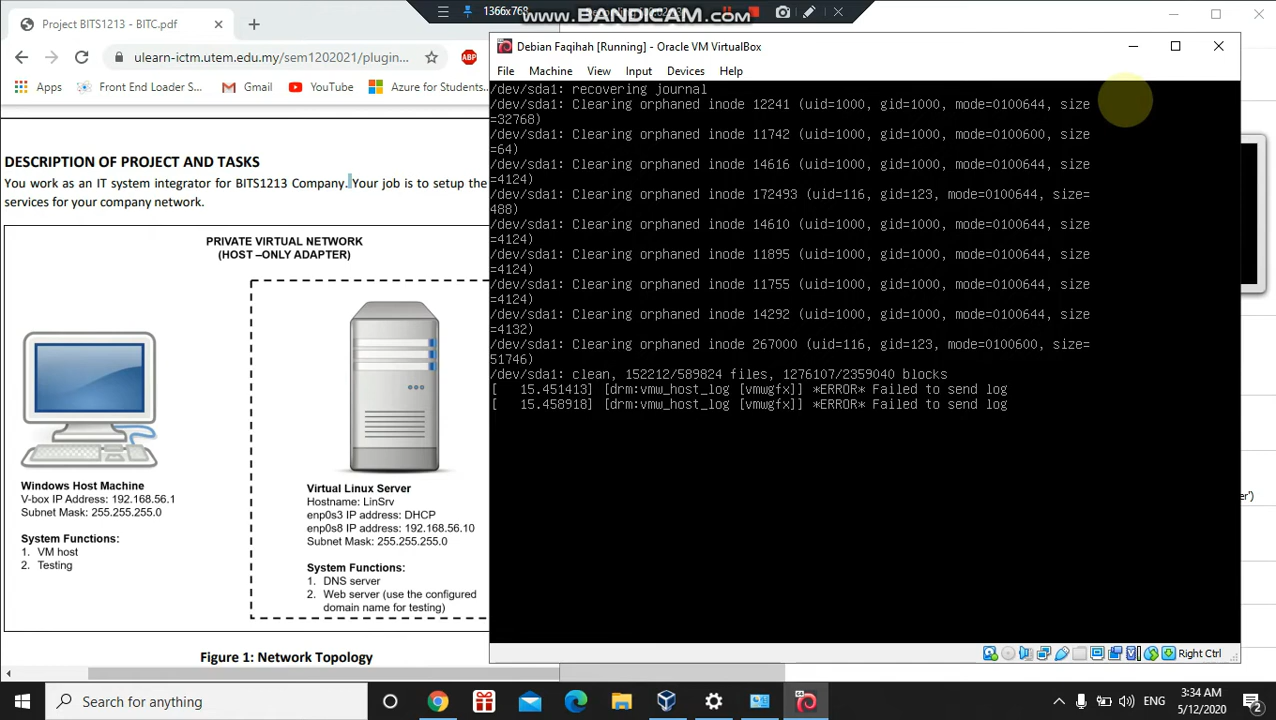 Project BITS1213 - BITC.pdf
1366x768
www.BANDICAM.com
ulearn-ictm.utem.edu.my/sem1202021/plugin...
ABP
Apps
Front End Loader S...
Gmail
YouTube
Azure for Students...
DESCRIPTION OF PROJECT AND TASKS
You work as an IT system integrator for BITS1213 Company. Your job is to setup the
services for your company network.
PRIVATE VIRTUAL NETWORK
(HOST –ONLY ADAPTER)
Windows Host Machine
V-box IP Address: 192.168.56.1
Subnet Mask: 255.255.255.0
System Functions:
1. VM host
2. Testing
Virtual Linux Server
Hostname: LinSrv
enp0s3 IP address: DHCP
enp0s8 IP address: 192.168.56.10
Subnet Mask: 255.255.255.0
System Functions:
1. DNS server
2. Web server (use the configured
domain name for testing)
Figure 1: Network Topology
Debian Faqihah [Running] - Oracle VM VirtualBox
File
Machine
View
Input
Devices
Help
/dev/sda1: recovering journal
/dev/sda1: Clearing orphaned inode 12241 (uid=1000, gid=1000, mode=0100644, size
=32768)
/dev/sda1: Clearing orphaned inode 11742 (uid=1000, gid=1000, mode=0100600, size
=64)
/dev/sda1: Clearing orphaned inode 14616 (uid=1000, gid=1000, mode=0100644, size
=4124)
/dev/sda1: Clearing orphaned inode 172493 (uid=116, gid=123, mode=0100644, size=
488)
/dev/sda1: Clearing orphaned inode 14610 (uid=1000, gid=1000, mode=0100644, size
=4124)
/dev/sda1: Clearing orphaned inode 11895 (uid=1000, gid=1000, mode=0100644, size
=4124)
/dev/sda1: Clearing orphaned inode 11755 (uid=1000, gid=1000, mode=0100644, size
=4124)
/dev/sda1: Clearing orphaned inode 14292 (uid=1000, gid=1000, mode=0100644, size
=4132)
/dev/sda1: Clearing orphaned inode 267000 (uid=116, gid=123, mode=0100600, size=
51746)
/dev/sda1: clean, 152212/589824 files, 1276107/2359040 blocks
[   15.451413] [drm:vmw_host_log [vmwgfx]] *ERROR* Failed to send log
[   15.458918] [drm:vmw_host_log [vmwgfx]] *ERROR* Failed to send log
er')
Right Ctrl
Search for anything
ENG
3:34 AM
5/12/2020
2